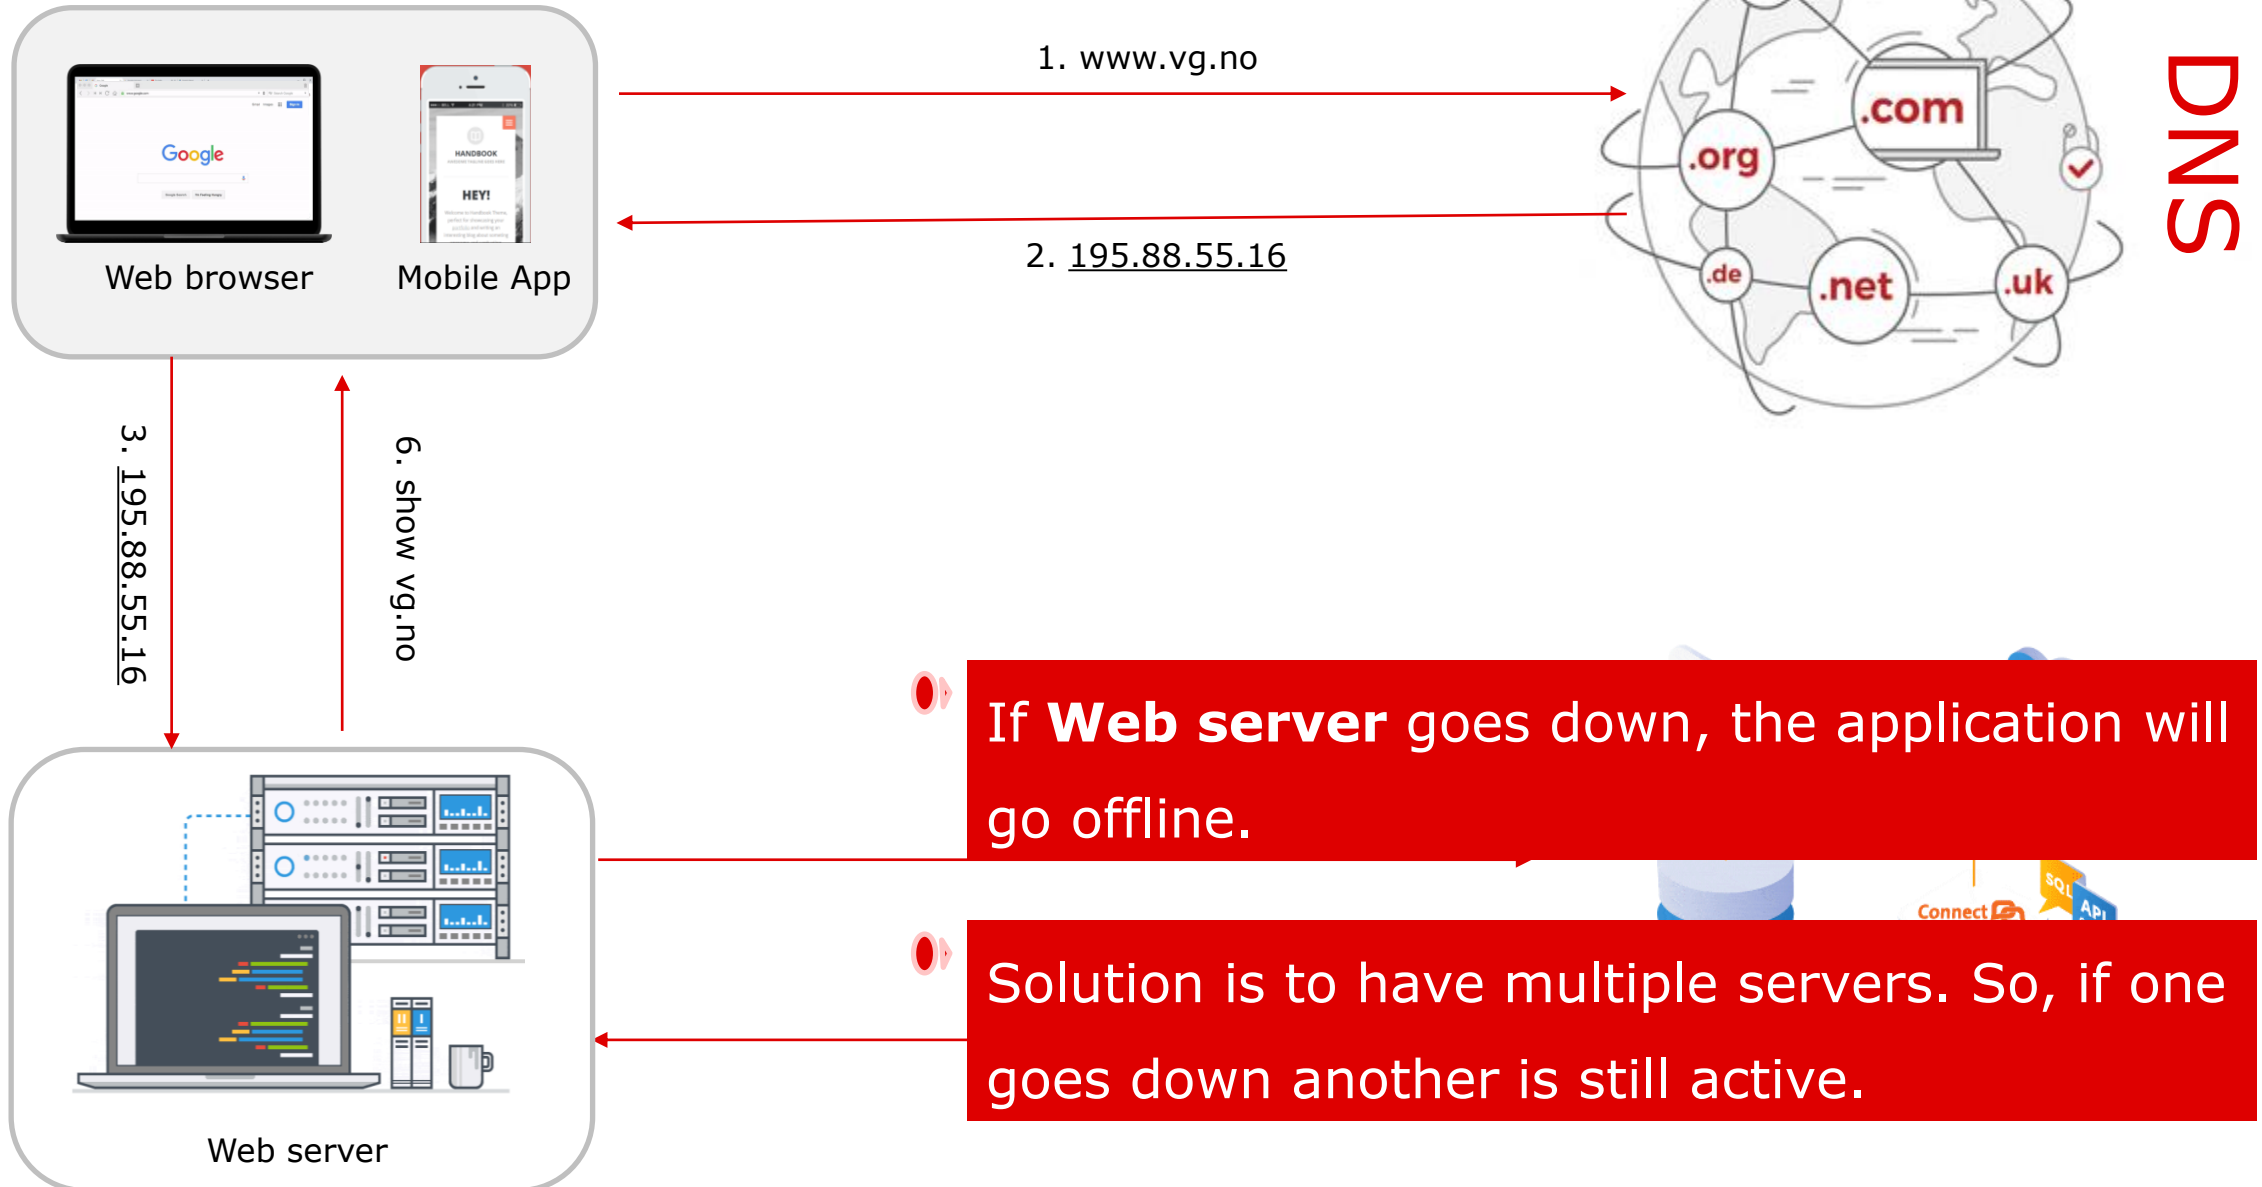 1. www.vg.no
DNS
.com
.org
Google
HANDBOOK
HEY!
2. 195.88.55.16
.de
.net
.uk
Web browser
Mobile App
3. 195.88.55.16
6. show vg.no
If Web server goes down, the application will
go offline.
SQL
API
Connect
Solution is to have multiple servers. So, if one
goes down another is still active.
Web server